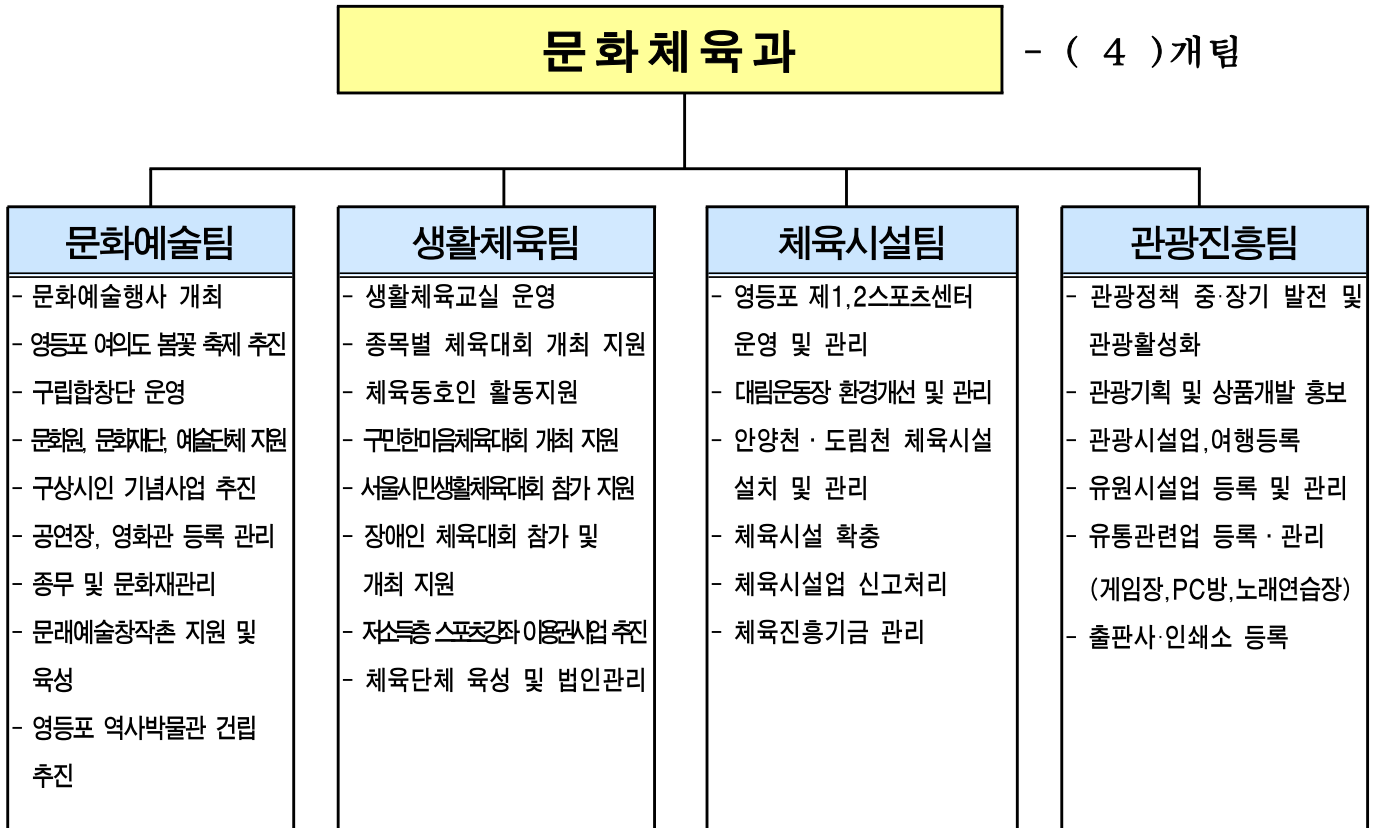 문화체육과
- ( 4 )개팀
문화예술팀
- 문화예술행사 개최
- 영등포 여의도 봄꽃 축제 추진
- 구립합창단 운영
- 문화원, 문화재단, 예술단체 지원
- 구상시인 기념사업 추진
- 공연장, 영화관 등록 관리
- 종무 및 문화재관리
- 문래예술창작촌 지원 및
육성
- 영등포 역사박물관 건립
추진
생활체육팀
- 생활체육교실 운영
- 종목별 체육대회 개최 지원
- 체육동호인 활동지원
- 구민한마음체육대회 개최 지원
- 서울시민생활체육대회 참가 지원
- 장애인 체육대회 참가 및
개최 지원
- 저소득층 스포츠강좌 이용권사업 추진
- 체육단체 육성 및 법인관리
체육시설팀
- 영등포 제1,2스포츠센터
운영 및 관리
- 대림운동장 환경개선 및 관리
- 안양천 · 도림천 체육시설
설치 및 관리
- 체육시설 확충
- 체육시설업 신고처리
- 체육진흥기금 관리
관광진흥팀
- 관광정책 중·장기 발전 및
관광활성화
- 관광기획 및 상품개발 홍보
- 관광시설업,여행등록
- 유원시설업 등록 및 관리
- 유통관련업 등록 · 관리
(게임장,PC방,노래연습장)
- 출판사·인쇄소 등록